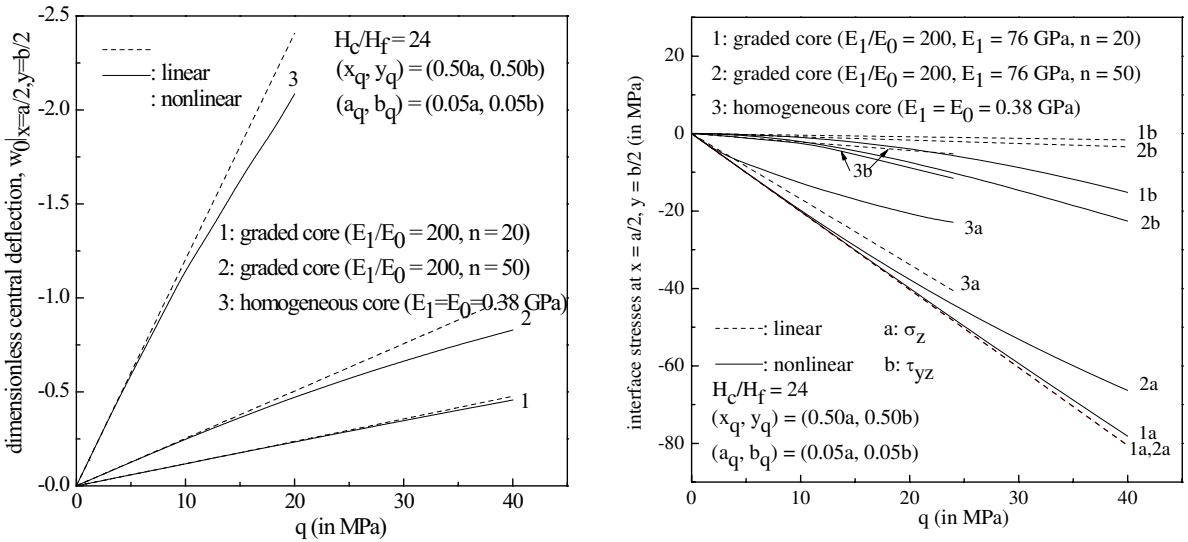 dimensionless central deflection, w0|x=a/2,y=b/2
-2.5
-2.0
-1.5
-1.0
-0.5
-0.0
: linear
: nonlinear
Hc/Hf = 24
(xq, yq) = (0.50a, 0.50b)
(aq, bq) = (0.05a, 0.05b)
3
1: graded core (E1/E0 = 200, n = 20)
2: graded core (E1/E0 = 200, n = 50)
3: homogeneous core (E1=E0=0.38 GPa)
2
1
0
10
20
30
40
q (in MPa)
interface stresses at x = a/2, y = b/2 (in MPa)
20
0
-20
-40
-60
-80
1: graded core (E1/E0 = 200, E1 = 76 GPa, n = 20)
2: graded core (E1/E0 = 200, E1 = 76 GPa, n = 50)
3: homogeneous core (E1 = E0 = 0.38 GPa)
1b
2b
3b
1b
2b
3a
3a
: linear a: σz
: nonlinear b: τyz
Hc/Hf = 24
(xq, yq) = (0.50a, 0.50b)
(aq, bq) = (0.05a, 0.05b)
2a
1a
1a,2a
0
10
20
30
40
q (in MPa)